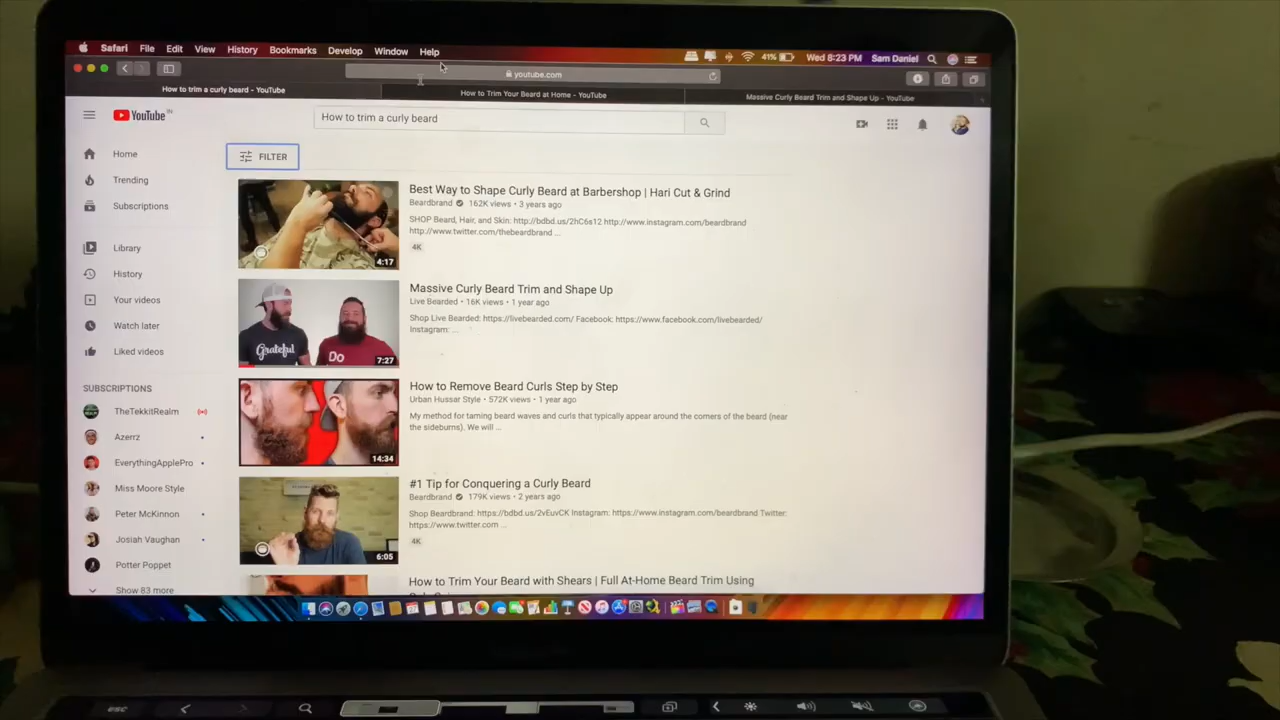 Safari File Edit View History Bookmarks Develop Window Help 41% Wed 8:23 PM Sam Daniel
youtube.com
How to trim a curly beard - YouTube
How to Trim Your Beard at Home - YouTube
Massive Curly Beard Trim and Shape Up - YouTube
YouTube IN
How to trim a curly beard
FILTER
Home
Trending
Subscriptions
Library
History
Your videos
Watch later
Liked videos
SUBSCRIPTIONS
TheTekkitRealm
Azerrz
EverythingApplePro
Miss Moore Style
Peter McKinnon
Josiah Vaughan
Potter Poppet
Show 83 more
4:17
Best Way to Shape Curly Beard at Barbershop | Hari Cut & Grind
Beardbrand 162K views • 3 years ago
SHOP Beard, Hair, and Skin: http://bdbd.us/2hC6s12 http://www.instagram.com/beardbrand
http://www.twitter.com/thebeardbrand ...
4K
Grateful
Do
7:27
Massive Curly Beard Trim and Shape Up
Live Bearded • 16K views • 1 year ago
Shop Live Bearded: https://livebearded.com/ Facebook: https://www.facebook.com/livebearded/
Instagram: ...
14:34
How to Remove Beard Curls Step by Step
Urban Hussar Style • 572K views • 1 year ago
My method for taming beard waves and curls that typically appear around the corners of the beard (near
the sideburns). We will ...
6:05
#1 Tip for Conquering a Curly Beard
Beardbrand 179K views • 2 years ago
Shop Beardbrand: https://bdbd.us/2vEuvCK Instagram: https://www.instagram.com/beardbrand Twitter:
https://www.twitter.com ...
4K
How to Trim Your Beard with Shears | Full At-Home Beard Trim Using
esc